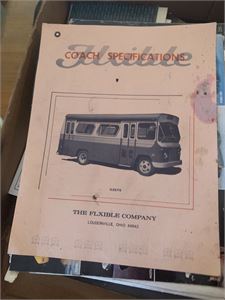 Flxible
COACH SPECIFICATIONS
THE FLXIBLE COMPANY
LOUDONVILLE, OHIO 44842